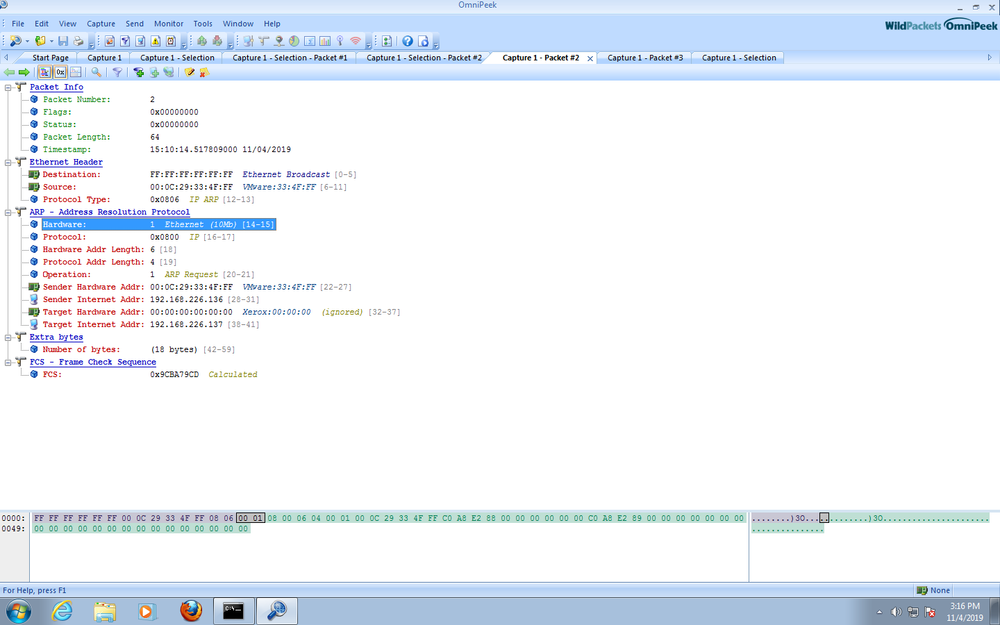 OmniPeek
File Edit View Capture Send Monitor Tools Window Help
WildPackets OmniPeek
Start Page Capture 1 Capture 1 - Selection Capture 1 - Selection - Packet #1 Capture 1 - Selection - Packet #2 Capture 1 - Packet #2 Capture 1 - Packet #3 Capture 1 - Selection
0x
Packet Info
Packet Number: 2
Flags: 0x00000000
Status: 0x00000000
Packet Length: 64
Timestamp: 15:10:14.517809000 11/04/2019
Ethernet Header
Destination: FF:FF:FF:FF:FF:FF Ethernet Broadcast [0-5]
Source: 00:0C:29:33:4F:FF VMware:33:4F:FF [6-11]
Protocol Type: 0x0806 IP ARP [12-13]
ARP - Address Resolution Protocol
Hardware: 1 Ethernet (10Mb) [14-15]
Protocol: 0x0800 IP [16-17]
Hardware Addr Length: 6 [18]
Protocol Addr Length: 4 [19]
Operation: 1 ARP Request [20-21]
Sender Hardware Addr: 00:0C:29:33:4F:FF VMware:33:4F:FF [22-27]
Sender Internet Addr: 192.168.226.136 [28-31]
Target Hardware Addr: 00:00:00:00:00:00 Xerox:00:00:00 (ignored) [32-37]
Target Internet Addr: 192.168.226.137 [38-41]
Extra bytes
Number of bytes: (18 bytes) [42-59]
FCS - Frame Check Sequence
FCS: 0x9CBA79CD Calculated
0000: FF FF FF FF FF FF 00 0C 29 33 4F FF 08 06 00 01 08 00 06 04 00 01 00 0C 29 33 4F FF C0 A8 E2 88 00 00 00 00 00 00 C0 A8 E2 89 00 00 00 00 00 00 00 ........)3O............)3O.......................
0049: 00 00 00 00 00 00 00 00 00 00 00 00 00 00 00 ...............
For Help, press F1 None
C:\._
3:16 PM
11/4/2019